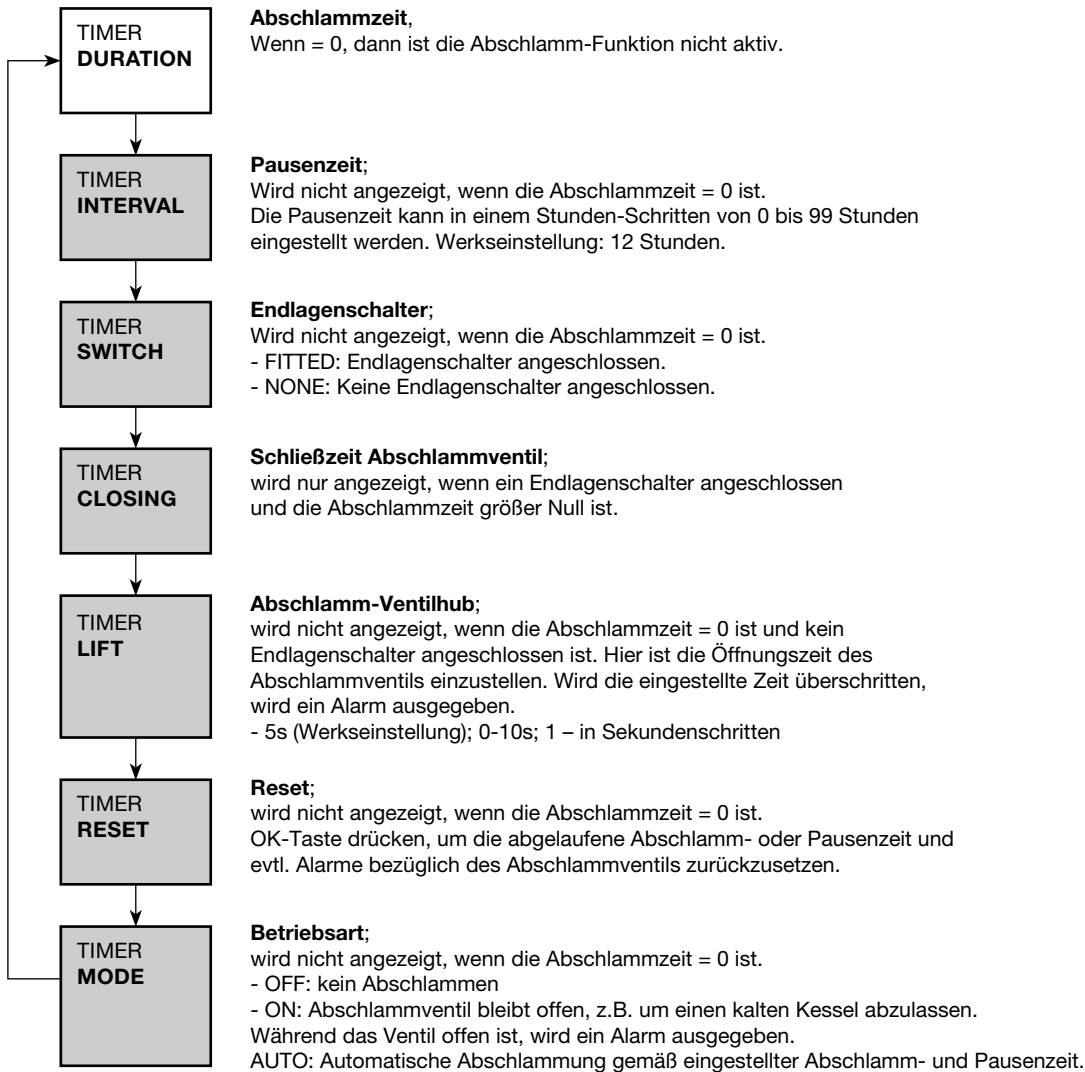 TIMER
DURATION
Abschlammzeit,
Wenn = 0, dann ist die Abschlamm-Funktion nicht aktiv.
TIMER
INTERVAL
Pausenzeit;
Wird nicht angezeigt, wenn die Abschlammzeit = 0 ist.
Die Pausenzeit kann in einem Stunden-Schritten von 0 bis 99 Stunden
eingestellt werden. Werkseinstellung: 12 Stunden.
TIMER
SWITCH
Endlagenschalter;
Wird nicht angezeigt, wenn die Abschlammzeit = 0 ist.
- FITTED: Endlagenschalter angeschlossen.
- NONE: Keine Endlagenschalter angeschlossen.
TIMER
CLOSING
Schließzeit Abschlammventil;
wird nur angezeigt, wenn ein Endlagenschalter angeschlossen
und die Abschlammzeit größer Null ist.
TIMER
LIFT
Abschlamm-Ventilhub;
wird nicht angezeigt, wenn die Abschlammzeit = 0 ist und kein
Endlagenschalter angeschlossen ist. Hier ist die Öffnungszeit des
Abschlammventils einzustellen. Wird die eingestellte Zeit überschritten,
wird ein Alarm ausgegeben.
- 5s (Werkseinstellung); 0-10s; 1 – in Sekundenschritten
TIMER
RESET
Reset;
wird nicht angezeigt, wenn die Abschlammzeit = 0 ist.
OK-Taste drücken, um die abgelaufene Abschlamm- oder Pausenzeit und
evtl. Alarme bezüglich des Abschlammventils zurückzusetzen.
TIMER
MODE
Betriebsart;
wird nicht angezeigt, wenn die Abschlammzeit = 0 ist.
- OFF: kein Abschlammen
- ON: Abschlammventil bleibt offen, z.B. um einen kalten Kessel abzulassen.
Während das Ventil offen ist, wird ein Alarm ausgegeben.
AUTO: Automatische Abschlammung gemäß eingestellter Abschlamm- und Pausenzeit.